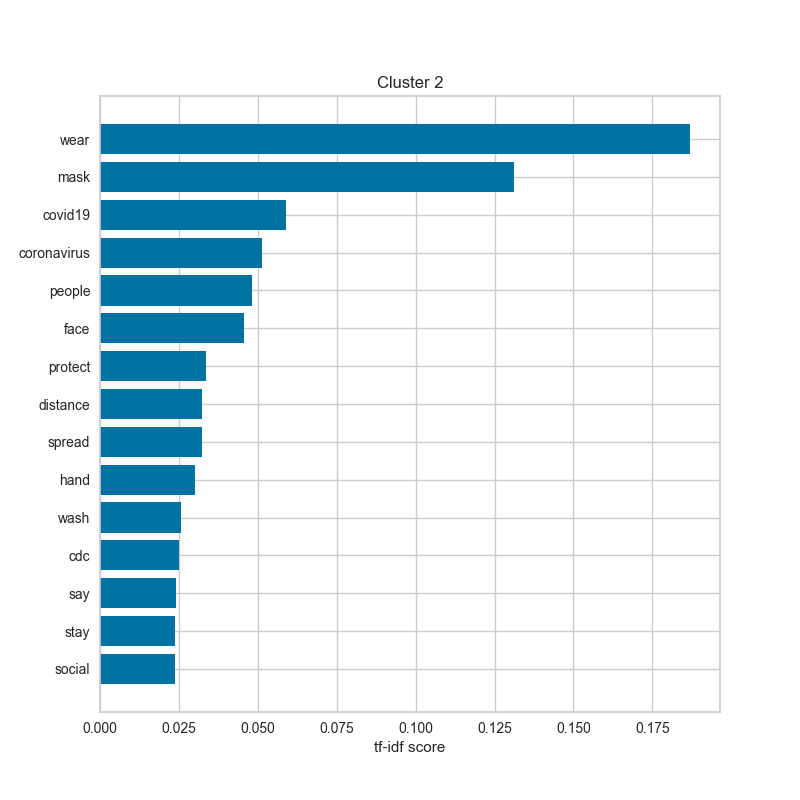 Cluster 2
wear
mask
covid19
coronavirus
people
face
protect
distance
spread
hand
wash
cdc
say
stay
social
0.000 0.025 0.050 0.075 0.100 0.125 0.150 0.175
tf-idf score